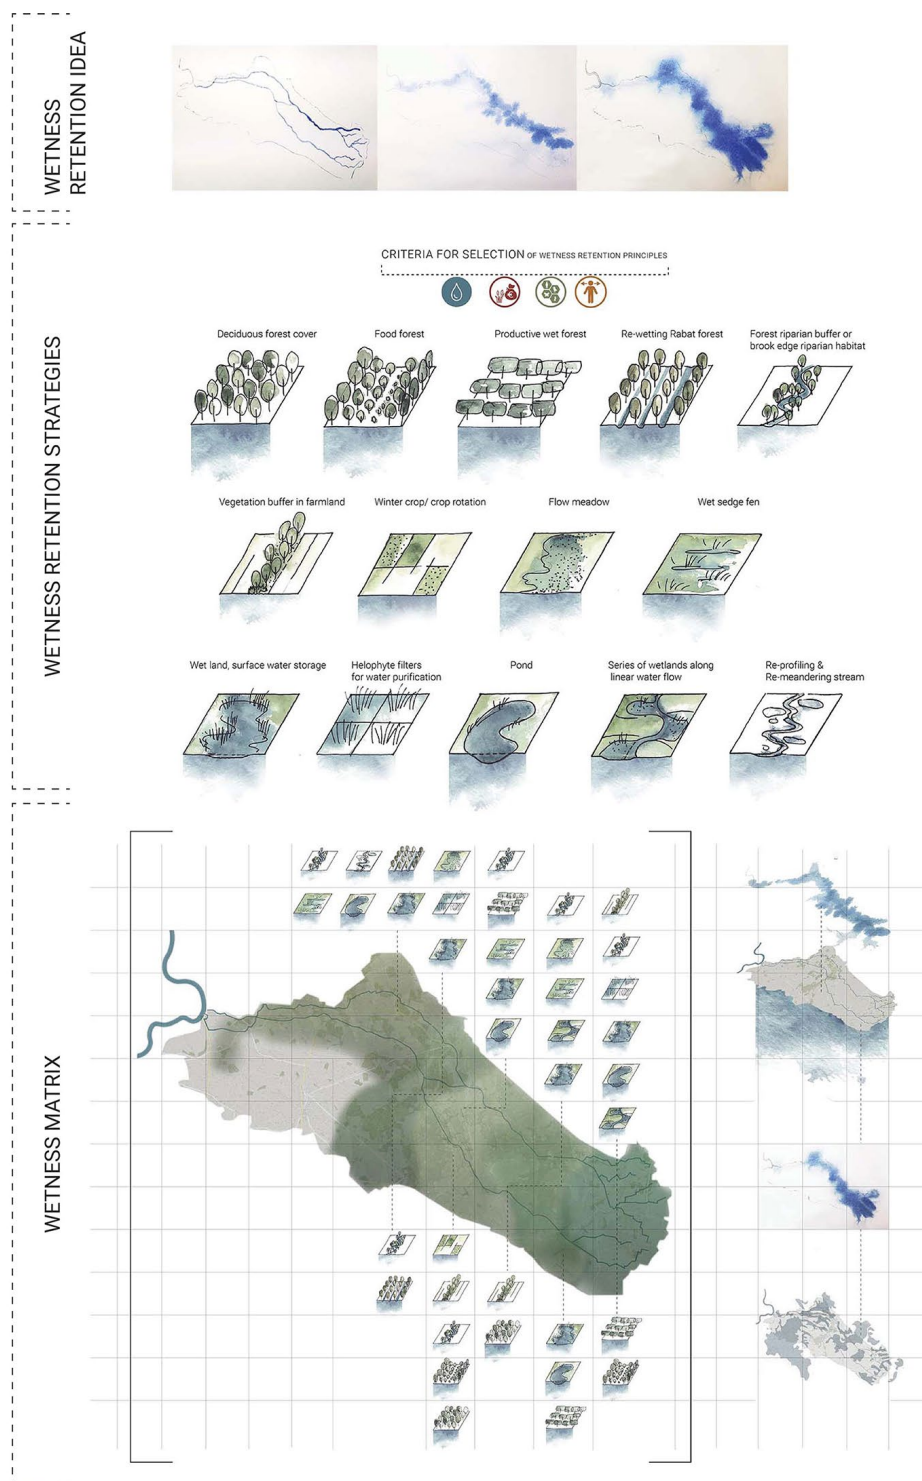 WETNESS
RETENTION IDEA
CRITERIA FOR SELECTION OF WETNESS RETENTION PRINCIPLES
WETNESS RETENTION STRATEGIES
Deciduous forest cover
Food forest
Productive wet forest
Re-wetting Rabat forest
Forest riparian buffer or
brook edge riparian habitat
Vegetation buffer in farmland
Winter crop/ crop rotation
Flow meadow
Wet sedge fen
Wet land, surface water storage
Helophyte filters
for water purification
Pond
Series of wetlands along
linear water flow
Re-profiling &
Re-meandering stream
WETNESS MATRIX